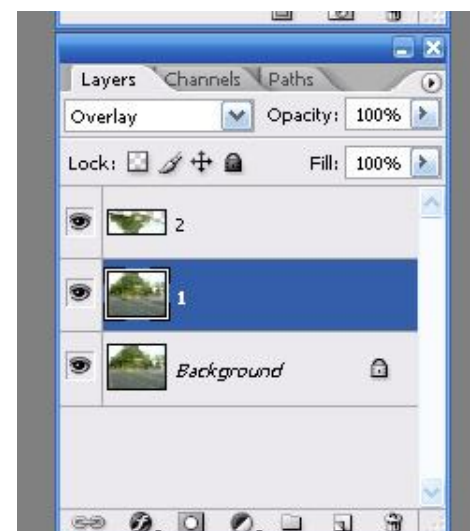 Layers Channels Paths
Overlay Opacity: 100%
Lock: Fill: 100%
2
1
Background